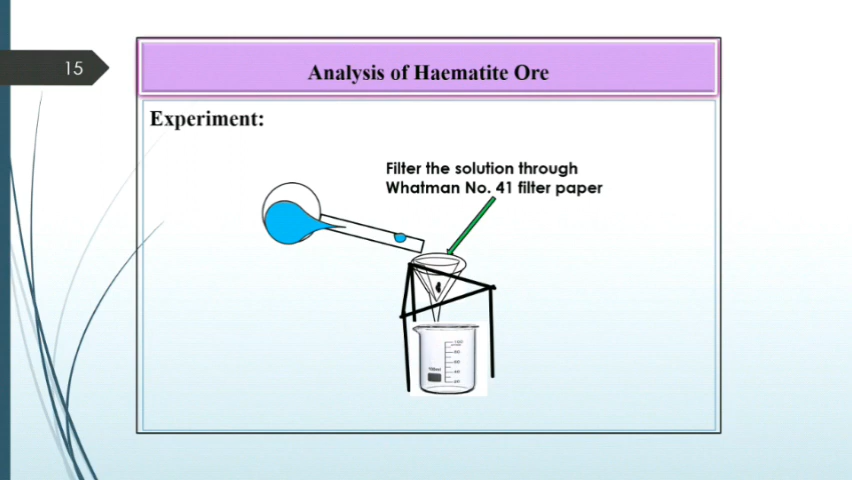 15
Analysis of Haematite Ore
Experiment:
Filter the solution through
Whatman No. 41 filter paper